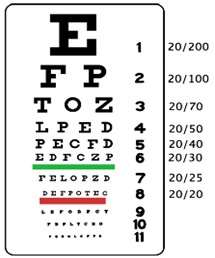 E 1 20/200
F P 2 20/100
T O Z 3 20/70
L P E D 4 20/50
P E C F D 5 20/40
E D F C Z P 6 20/30
F E L O P Z D 7 20/25
D E F P O T E C 8 20/20
L E F O D P C T 9
F D P L T C E O 10
11